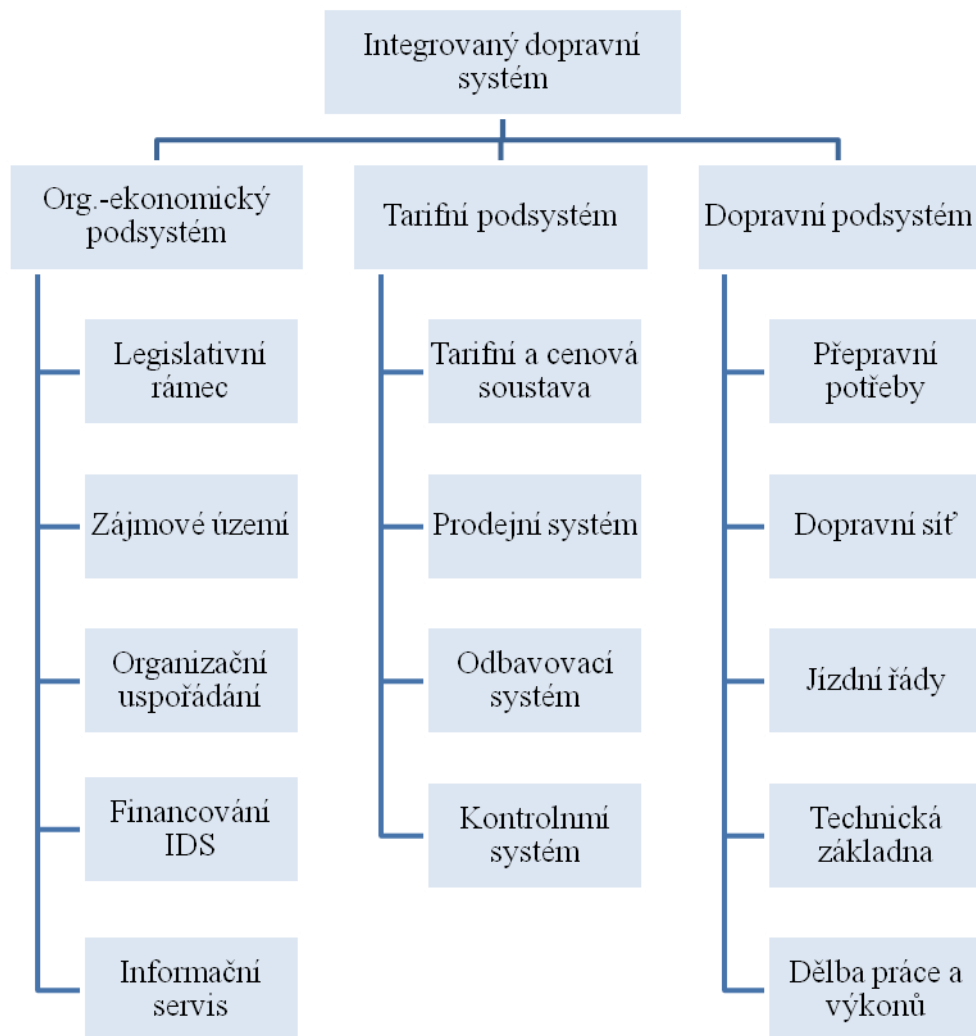 Integrovaný dopravní
systém
Org.-ekonomický
podsystém
Legislativní
rámec
Zájmové území
Organizační
uspořádání
Financování
IDS
Informační
servis
Tarifní podsystém
Tarifní a cenová
soustava
Prodejní systém
Odbavovací
systém
Kontrolnmí
systém
Dopravní podsystém
Přepravní
potřeby
Dopravní síť
Jízdní řády
Technická
základna
Dělba práce a
výkonů